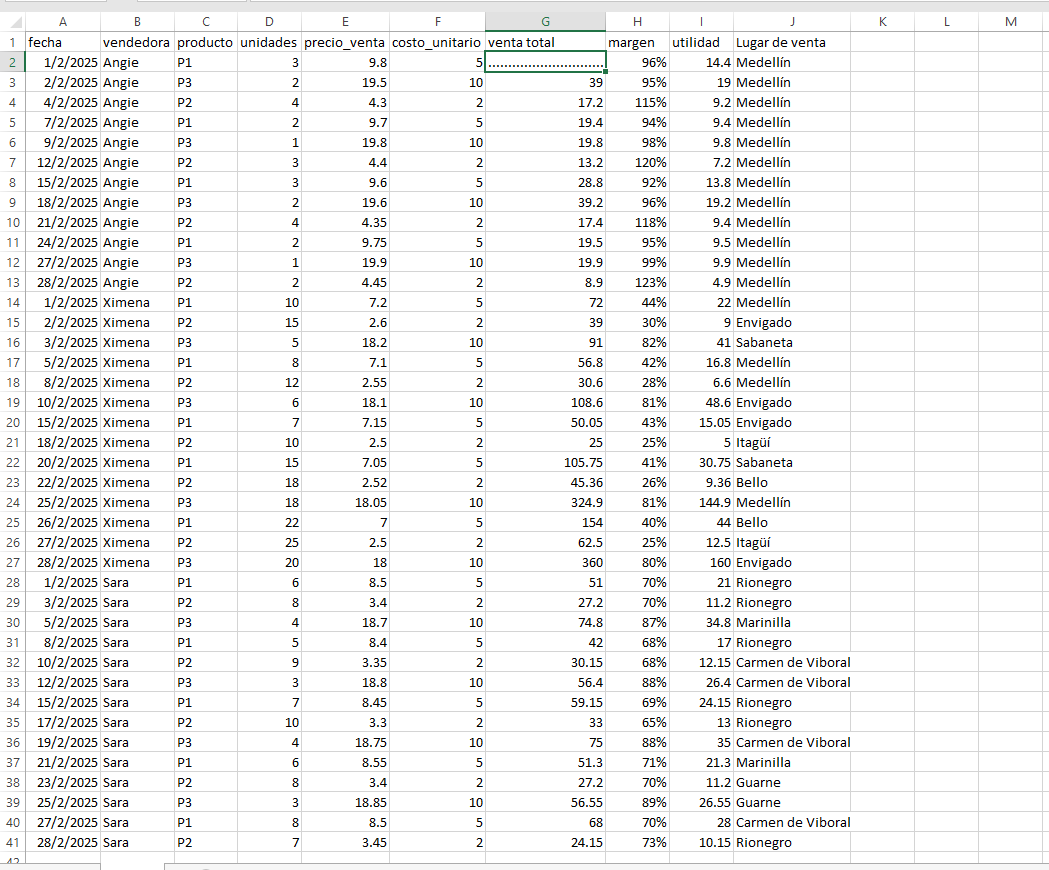 A B C D E F G H I J K L M
1 fecha vendedora producto unidades precio_venta costo_unitario venta total margen utilidad Lugar de venta
2 1/2/2025 Angie P1 3 9.8 5 ........................... 96% 14.4 Medellín
3 2/2/2025 Angie P3 2 19.5 10 39 95% 19 Medellín
4 4/2/2025 Angie P2 4 4.3 2 17.2 115% 9.2 Medellín
5 7/2/2025 Angie P1 2 9.7 5 19.4 94% 9.4 Medellín
6 9/2/2025 Angie P3 1 19.8 10 19.8 98% 9.8 Medellín
7 12/2/2025 Angie P2 3 4.4 2 13.2 120% 7.2 Medellín
8 15/2/2025 Angie P1 3 9.6 5 28.8 92% 13.8 Medellín
9 18/2/2025 Angie P3 2 19.6 10 39.2 96% 19.2 Medellín
10 21/2/2025 Angie P2 4 4.35 2 17.4 118% 9.4 Medellín
11 24/2/2025 Angie P1 2 9.75 5 19.5 95% 9.5 Medellín
12 27/2/2025 Angie P3 1 19.9 10 19.9 99% 9.9 Medellín
13 28/2/2025 Angie P2 2 4.45 2 8.9 123% 4.9 Medellín
14 1/2/2025 Ximena P1 10 7.2 5 72 44% 22 Medellín
15 2/2/2025 Ximena P2 15 2.6 2 39 30% 9 Envigado
16 3/2/2025 Ximena P3 5 18.2 10 91 82% 41 Sabaneta
17 5/2/2025 Ximena P1 8 7.1 5 56.8 42% 16.8 Medellín
18 8/2/2025 Ximena P2 12 2.55 2 30.6 28% 6.6 Medellín
19 10/2/2025 Ximena P3 6 18.1 10 108.6 81% 48.6 Envigado
20 15/2/2025 Ximena P1 7 7.15 5 50.05 43% 15.05 Envigado
21 18/2/2025 Ximena P2 10 2.5 2 25 25% 5 Itagüí
22 20/2/2025 Ximena P1 15 7.05 5 105.75 41% 30.75 Sabaneta
23 22/2/2025 Ximena P2 18 2.52 2 45.36 26% 9.36 Bello
24 25/2/2025 Ximena P3 18 18.05 10 324.9 81% 144.9 Medellín
25 26/2/2025 Ximena P1 22 7 5 154 40% 44 Bello
26 27/2/2025 Ximena P2 25 2.5 2 62.5 25% 12.5 Itagüí
27 28/2/2025 Ximena P3 20 18 10 360 80% 160 Envigado
28 1/2/2025 Sara P1 6 8.5 5 51 70% 21 Rionegro
29 3/2/2025 Sara P2 8 3.4 2 27.2 70% 11.2 Rionegro
30 5/2/2025 Sara P3 4 18.7 10 74.8 87% 34.8 Marinilla
31 8/2/2025 Sara P1 5 8.4 5 42 68% 17 Rionegro
32 10/2/2025 Sara P2 9 3.35 2 30.15 68% 12.15 Carmen de Viboral
33 12/2/2025 Sara P3 3 18.8 10 56.4 88% 26.4 Carmen de Viboral
34 15/2/2025 Sara P1 7 8.45 5 59.15 69% 24.15 Rionegro
35 17/2/2025 Sara P2 10 3.3 2 33 65% 13 Rionegro
36 19/2/2025 Sara P3 4 18.75 10 75 88% 35 Carmen de Viboral
37 21/2/2025 Sara P1 6 8.55 5 51.3 71% 21.3 Marinilla
38 23/2/2025 Sara P2 8 3.4 2 27.2 70% 11.2 Guarne
39 25/2/2025 Sara P3 3 18.85 10 56.55 89% 26.55 Guarne
40 27/2/2025 Sara P1 8 8.5 5 68 70% 28 Carmen de Viboral
41 28/2/2025 Sara P2 7 3.45 2 24.15 73% 10.15 Rionegro
42